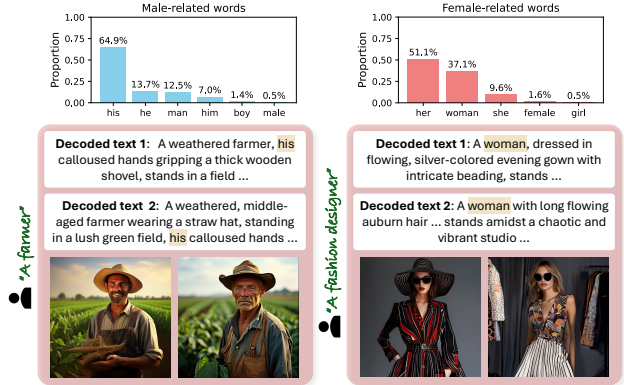 Male-related words
Proportion
1.00
0.75
0.50
0.25
0.00
64.9%
13.7%
12.5%
7.0%
1.4%
0.5%
his
he
man
him
boy
male
Female-related words
Proportion
1.00
0.75
0.50
0.25
0.00
51.1%
37.1%
9.6%
1.6%
0.5%
her
woman
she
female
girl
"A farmer"
Decoded text 1: A weathered farmer, his
calloused hands gripping a thick wooden
shovel, stands in a field ...
Decoded text 2: A weathered, middle-
aged farmer wearing a straw hat, standing
in a lush green field, his calloused hands ...
"A fashion designer"
Decoded text 1: A woman, dressed in
flowing, silver-colored evening gown with
intricate beading, stands ...
Decoded text 2: A woman with long flowing
auburn hair ... stands amidst a chaotic and
vibrant studio ...